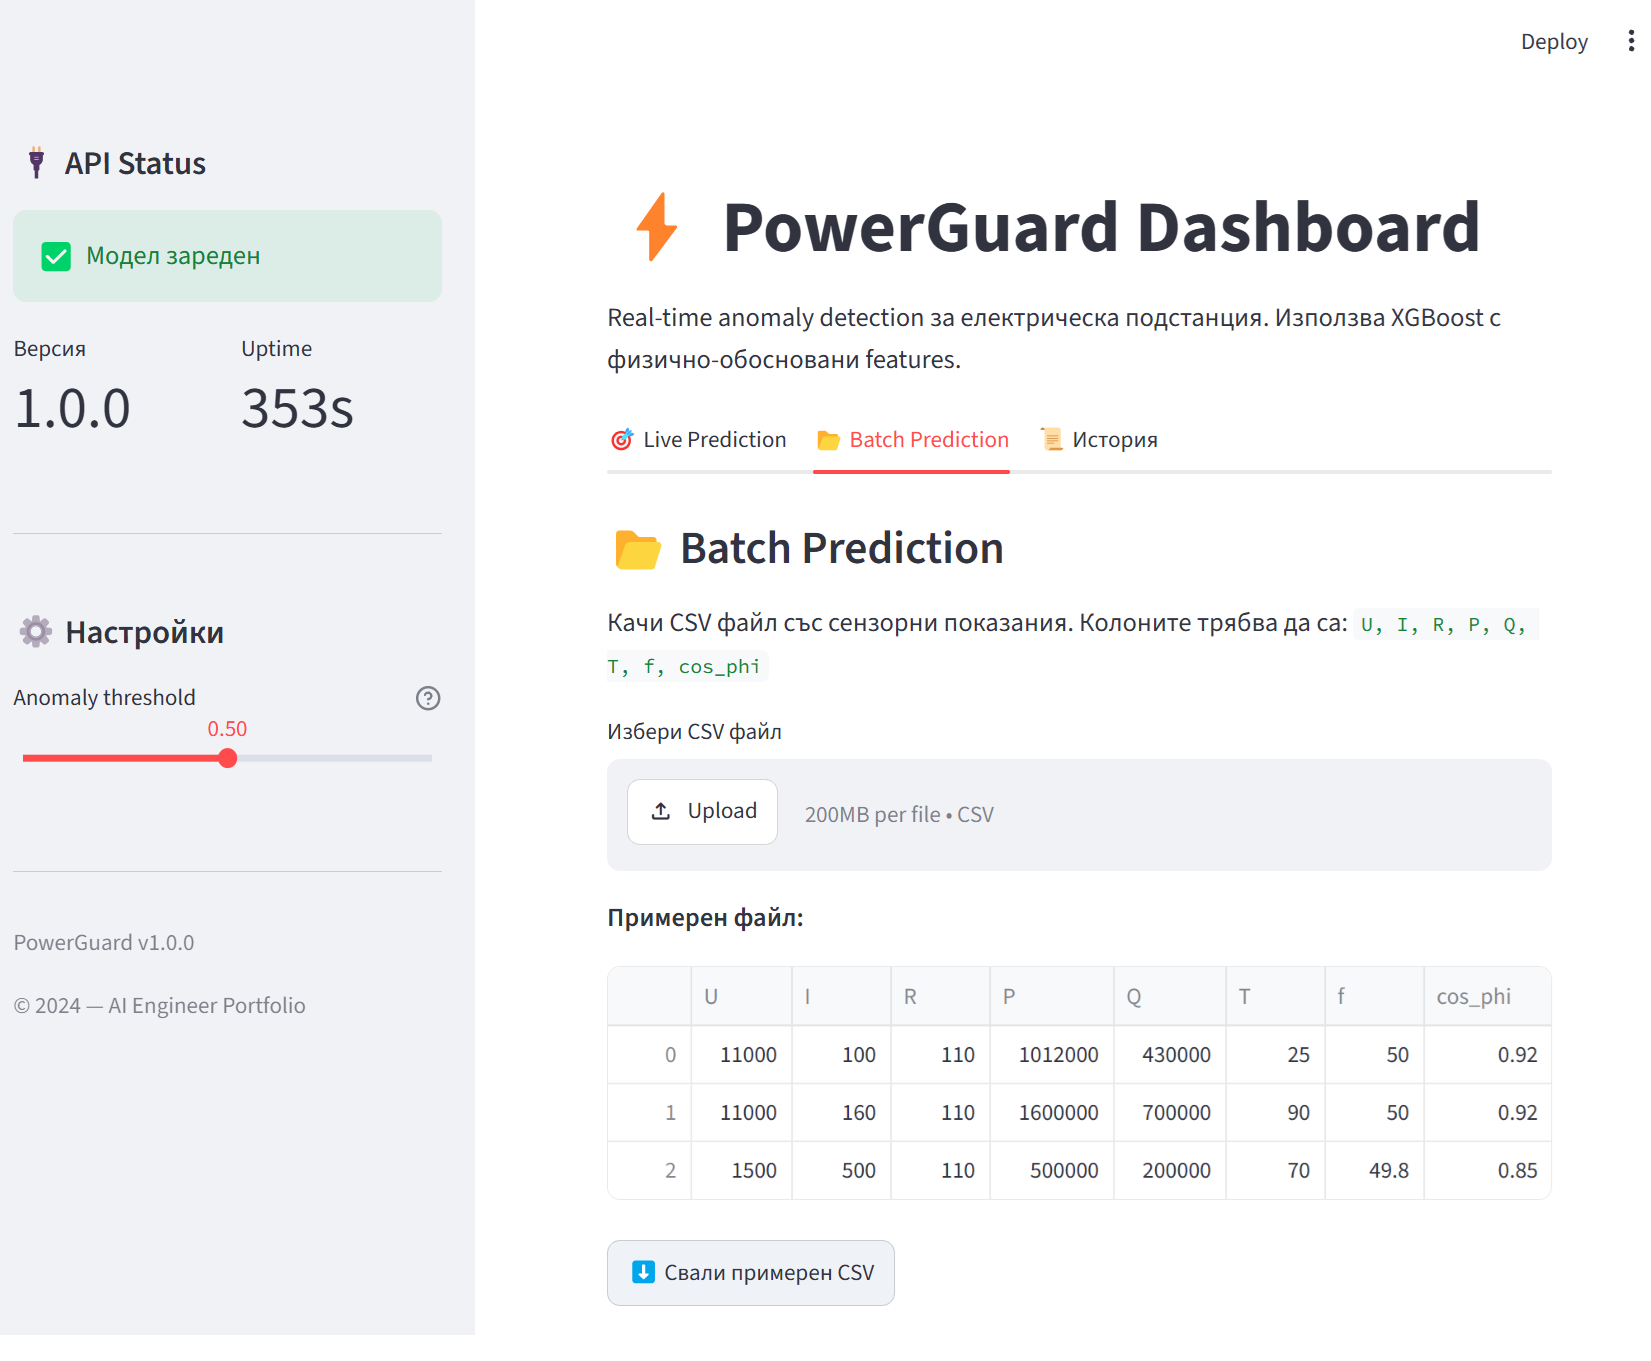 Deploy
API Status
Модел зареден
Версия
Uptime
1.0.0
353s
Настройки
Anomaly threshold
0.50
PowerGuard v1.0.0
© 2024 — AI Engineer Portfolio
PowerGuard Dashboard
Real-time anomaly detection за електрическа подстанция. Използва XGBoost с
физично-обосновани features.
Live Prediction Batch Prediction История
Batch Prediction
Качи CSV файл със сензорни показания. Колоните трябва да са: U, I, R, P, Q,
T, f, cos_phi
Избери CSV файл
Upload 200MB per file • CSV
Примерен файл:
U I R P Q T f cos_phi
0 11000 100 110 1012000 430000 25 50 0.92
1 11000 160 110 1600000 700000 90 50 0.92
2 1500 500 110 500000 200000 70 49.8 0.85
Свали примерен CSV